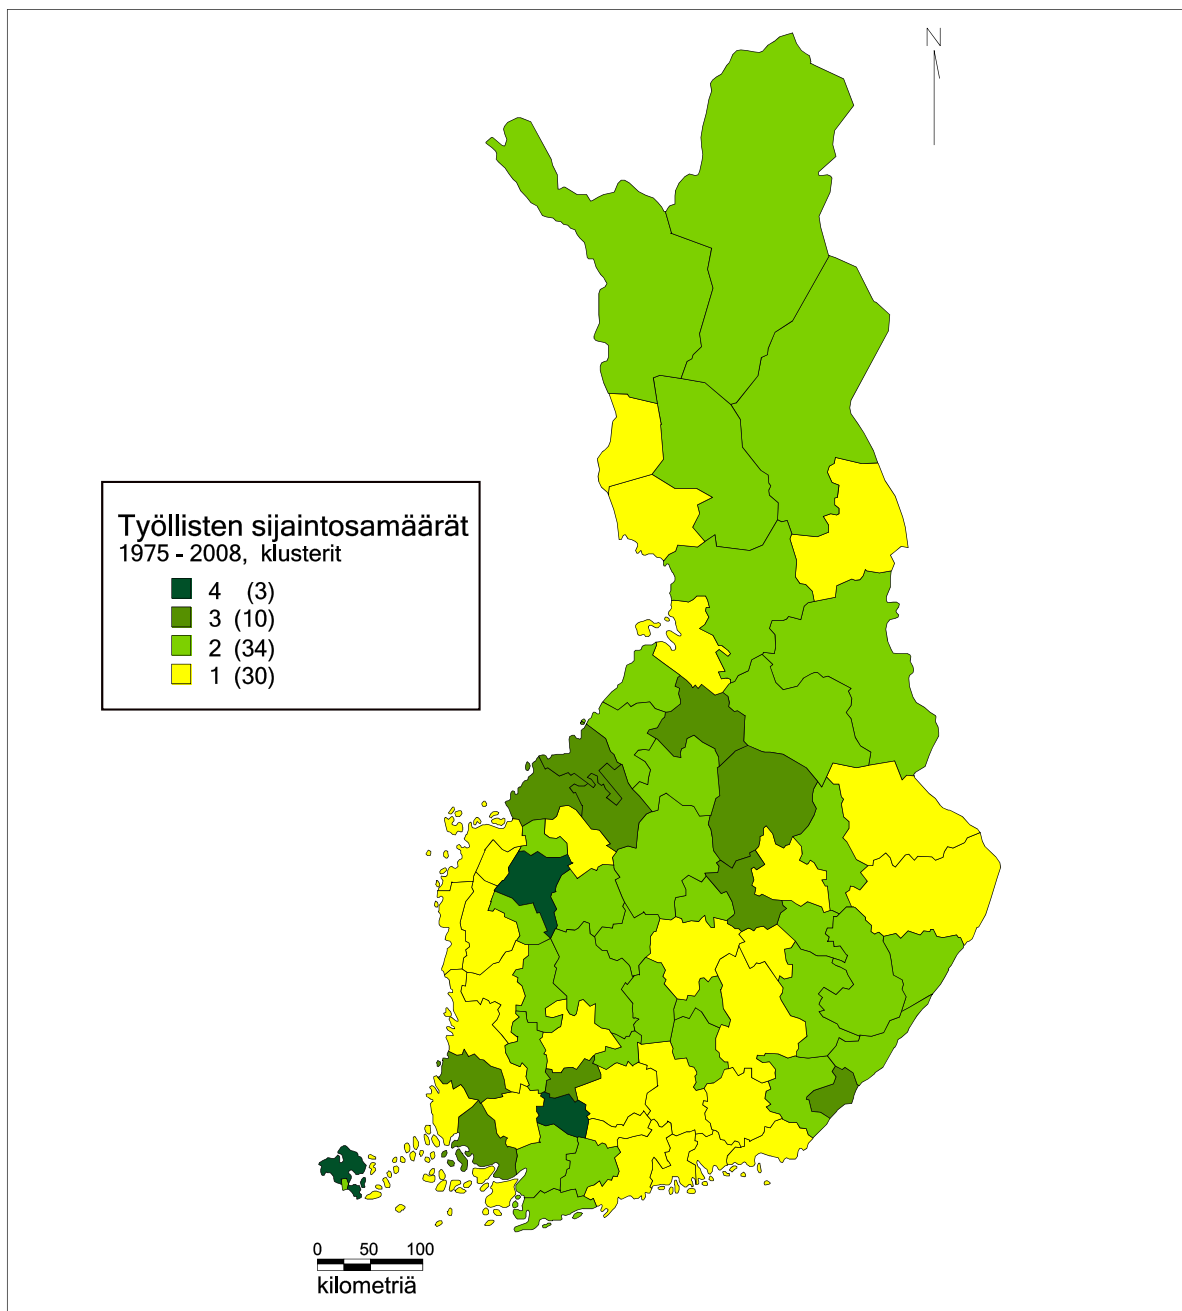 N
Työllisten sijaintosamäärät
1975 - 2008, klusterit
4 (3)
3 (10)
2 (34)
1 (30)
0 50 100
kilometriä